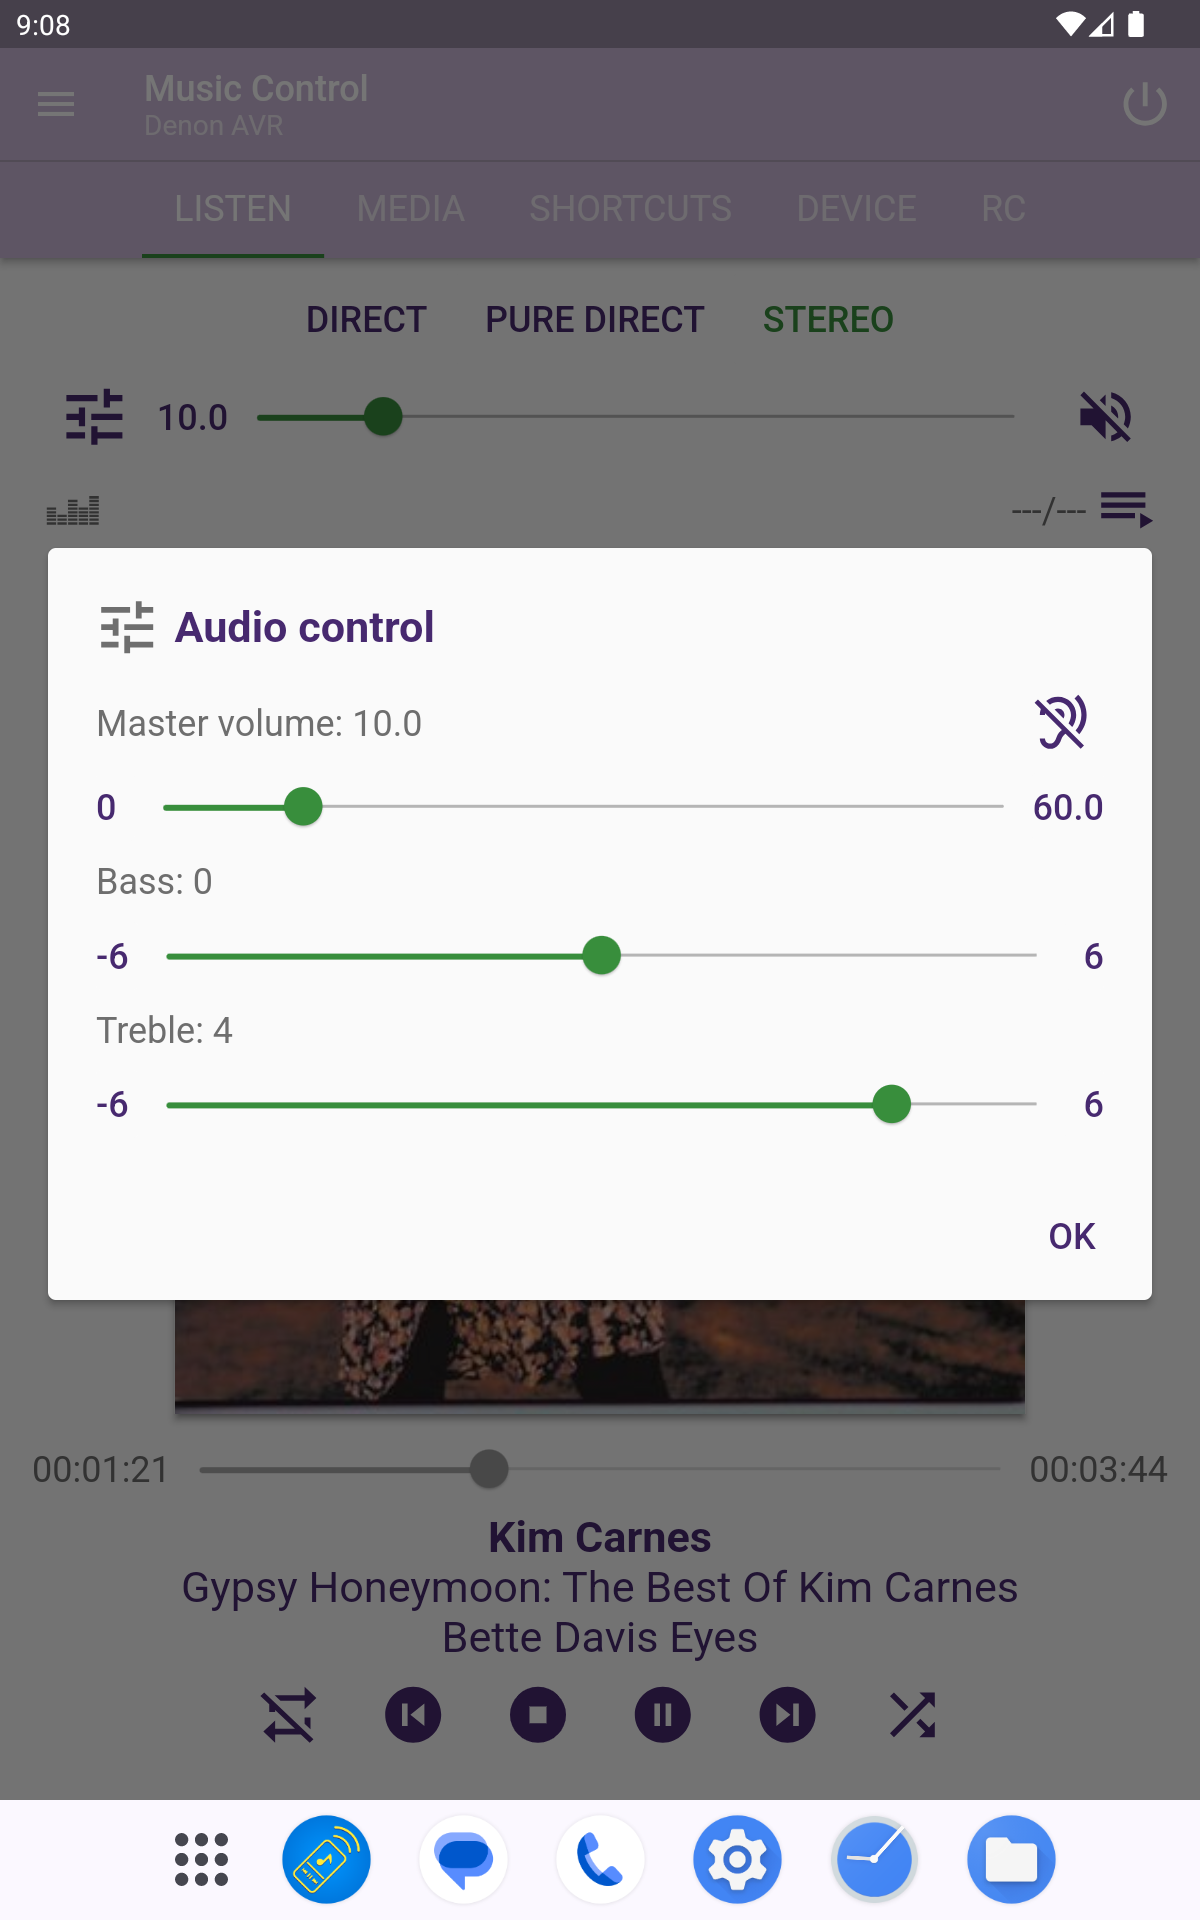 9:08
Music Control
Denon AVR
LISTEN MEDIA SHORTCUTS DEVICE RC
DIRECT PURE DIRECT STEREO
10.0
---/---
Audio control
Master volume: 10.0
0 60.0
Bass: 0
-6 6
Treble: 4
-6 6
OK
00:01:21 00:03:44
Kim Carnes
Gypsy Honeymoon: The Best Of Kim Carnes
Bette Davis Eyes